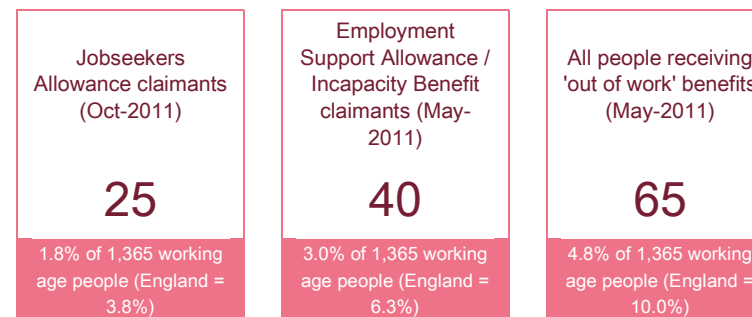 Jobseekers
Allowance claimants
(Oct-2011)
25
1.8% of 1,365 working
age people (England =
3.8%)
Employment
Support Allowance /
Incapacity Benefit
claimants (May-
2011)
40
3.0% of 1,365 working
age people (England =
6.3%)
All people receiving
'out of work' benefits
(May-2011)
65
4.8% of 1,365 working
age people (England =
10.0%)